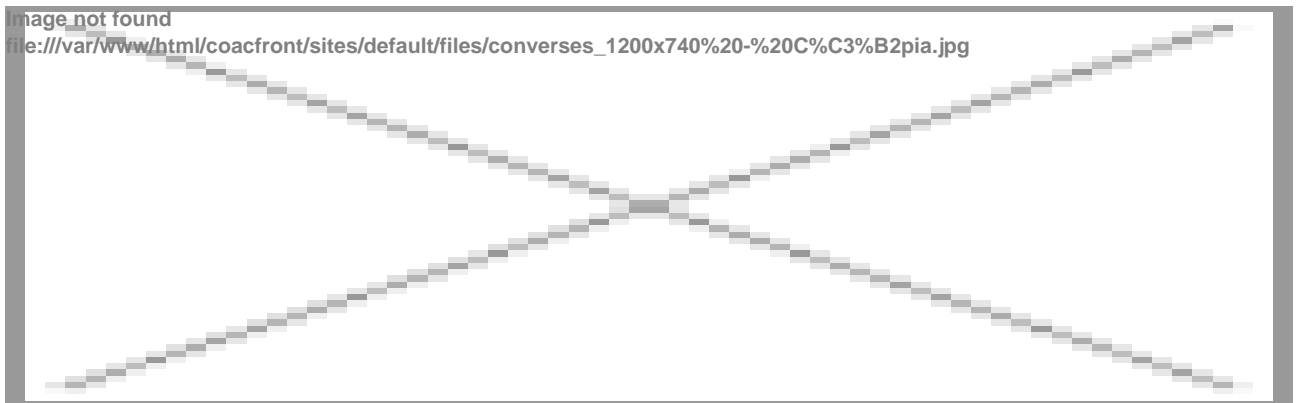 Image not found
file:///var/www/html/coacfront/sites/default/files/converses_1200x740%20-%20C%C3%B2pia.jpg